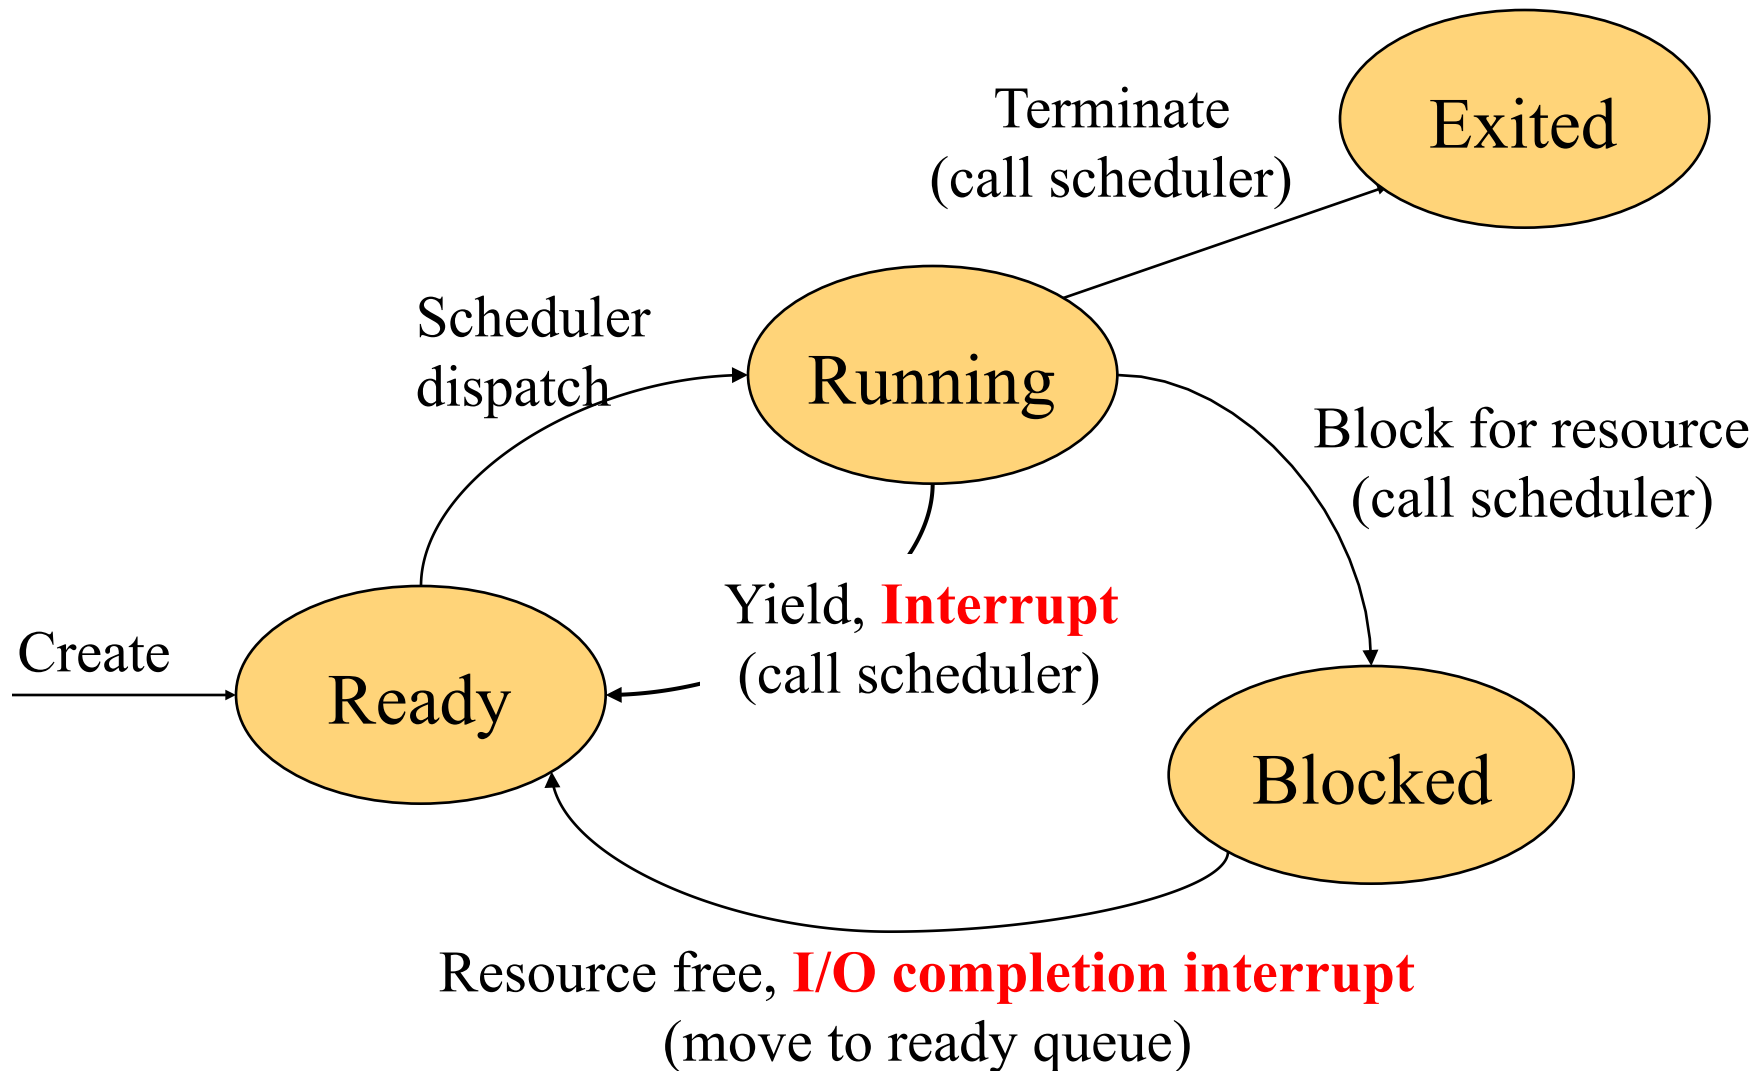 Terminate
(call scheduler)
Exited
Scheduler
dispatch
Running
Block for resource
(call scheduler)
Yield, Interrupt
(call scheduler)
Create
Ready
Blocked
Resource free, I/O completion interrupt
(move to ready queue)